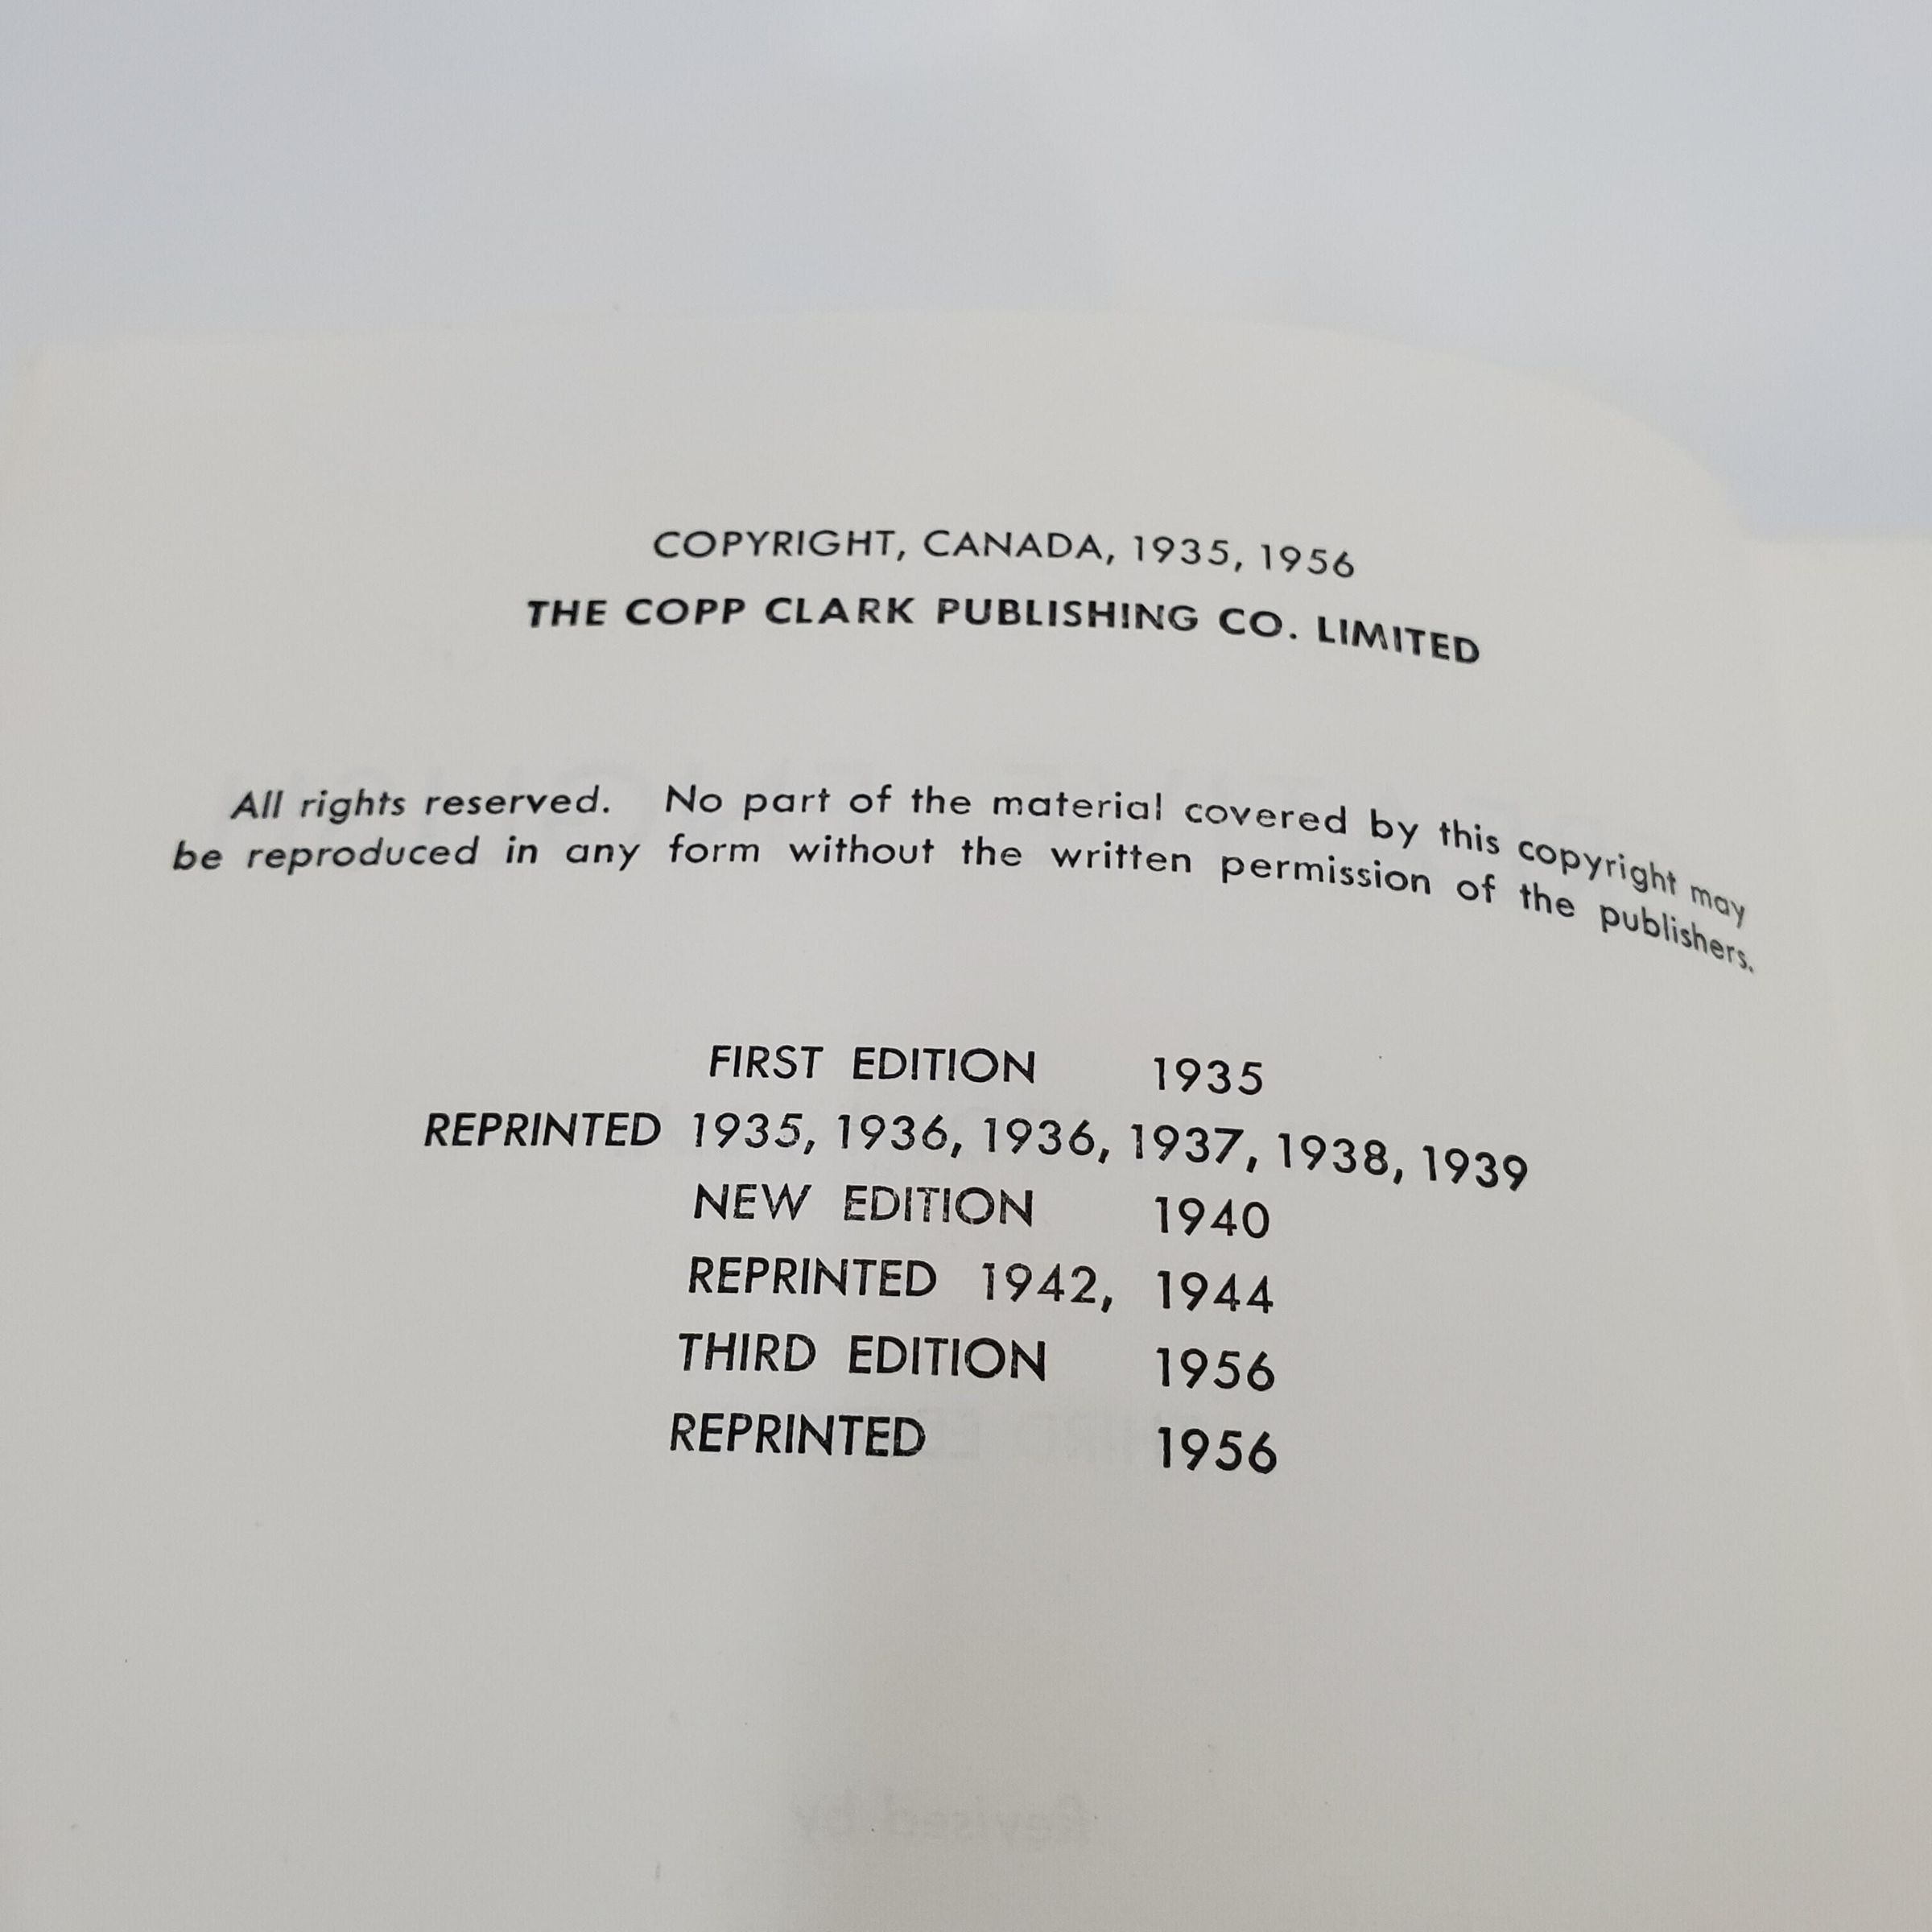 COPYRIGHT, CANADA, 1935, 1956
THE COPP CLARK PUBLISHING CO. LIMITED
All rights reserved. No part of the material covered by this copyright may
be reproduced in any form without the written permission of the publishers.
FIRST EDITION 1935
REPRINTED 1935, 1936, 1936, 1937, 1938, 1939
NEW EDITION 1940
REPRINTED 1942, 1944
THIRD EDITION 1956
REPRINTED 1956
Revised by